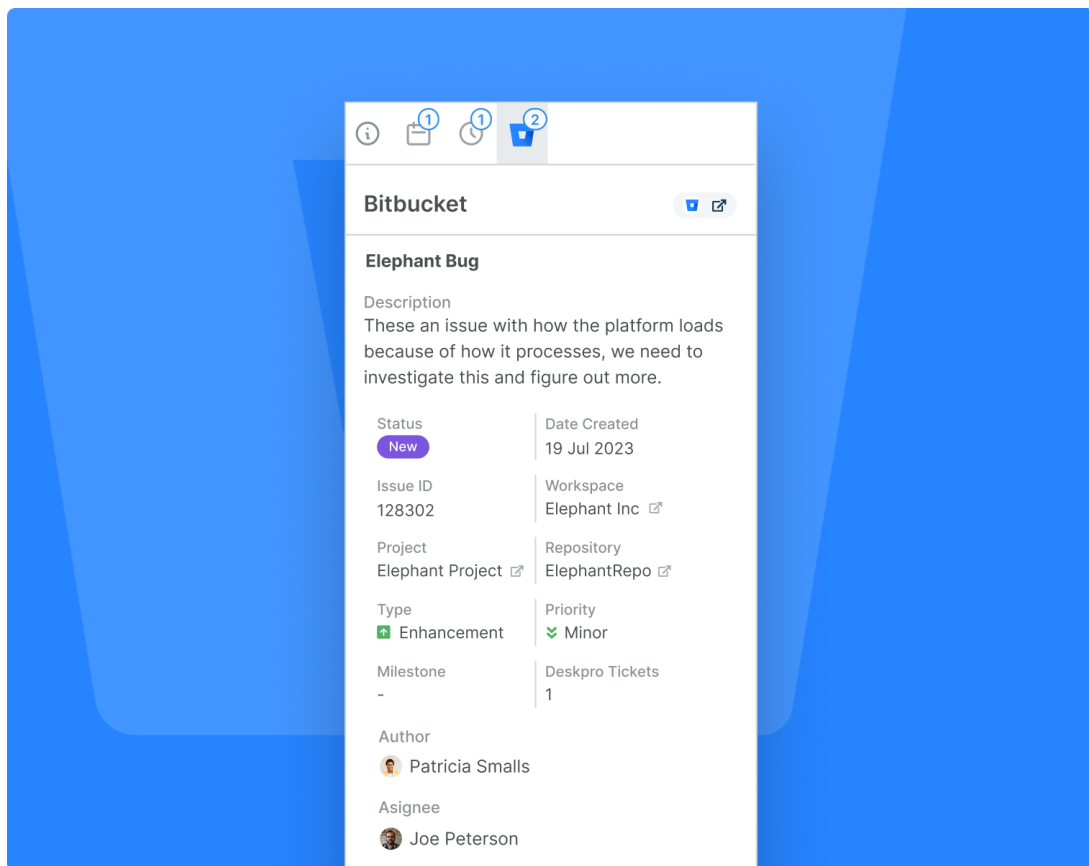 1
1
2
Bitbucket
Elephant Bug
Description
These an issue with how the platform loads
because of how it processes, we need to
investigate this and figure out more.
Status
New
Date Created
19 Jul 2023
Issue ID
128302
Workspace
Elephant Inc
Project
Elephant Project
Repository
ElephantRepo
Type
Enhancement
Priority
Minor
Milestone
-
Deskpro Tickets
1
Author
Patricia Smalls
Asignee
Joe Peterson